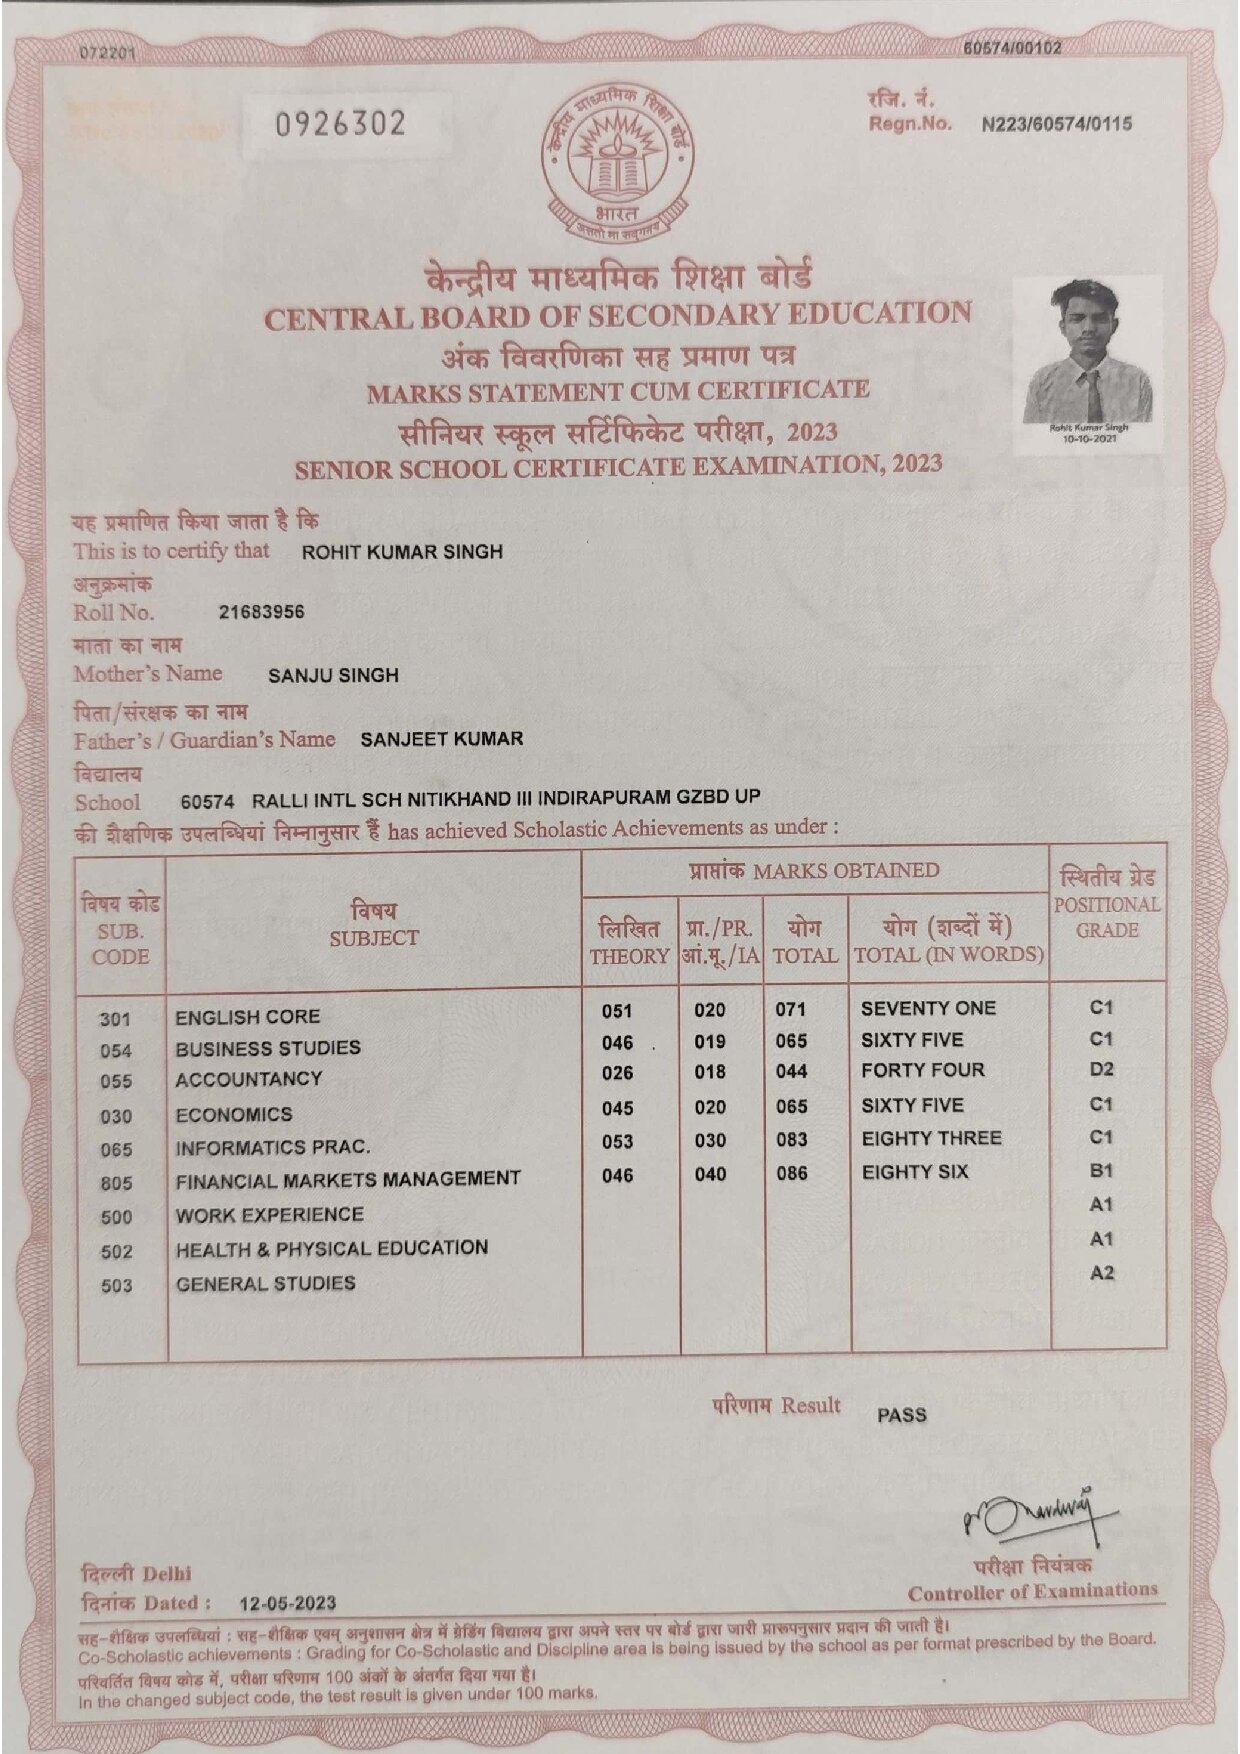 072201
60574/00102
0926302
रजि. नं.
Regn.No. N223/60574/0115
केन्द्रीय माध्यमिक शिक्षा बोर्ड
भारत
असतो मा सद्गमय
केन्द्रीय माध्यमिक शिक्षा बोर्ड
CENTRAL BOARD OF SECONDARY EDUCATION
अंक विवरणिका सह प्रमाण पत्र
MARKS STATEMENT CUM CERTIFICATE
सीनियर स्कूल सर्टिफिकेट परीक्षा, 2023
SENIOR SCHOOL CERTIFICATE EXAMINATION, 2023
Rohit Kumar Singh
10-10-2021
यह प्रमाणित किया जाता है कि
This is to certify that ROHIT KUMAR SINGH
अनुक्रमांक
Roll No. 21683956
माता का नाम
Mother's Name SANJU SINGH
पिता/संरक्षक का नाम
Father's / Guardian's Name SANJEET KUMAR
विद्यालय
School 60574 RALLI INTL SCH NITIKHAND III INDIRAPURAM GZBD UP
की शैक्षणिक उपलब्धियां निम्नानुसार हैं has achieved Scholastic Achievements as under :
विषय कोड
SUB.
CODE
विषय
SUBJECT
प्राप्तांक MARKS OBTAINED
लिखित
THEORY
प्रा./PR.
आं.मू./IA
योग
TOTAL
योग (शब्दों में)
TOTAL (IN WORDS)
स्थितीय ग्रेड
POSITIONAL
GRADE
301 ENGLISH CORE 051 020 071 SEVENTY ONE C1
054 BUSINESS STUDIES 046 019 065 SIXTY FIVE C1
055 ACCOUNTANCY 026 018 044 FORTY FOUR D2
030 ECONOMICS 045 020 065 SIXTY FIVE C1
065 INFORMATICS PRAC. 053 030 083 EIGHTY THREE C1
805 FINANCIAL MARKETS MANAGEMENT 046 040 086 EIGHTY SIX B1
500 WORK EXPERIENCE A1
502 HEALTH & PHYSICAL EDUCATION A1
503 GENERAL STUDIES A2
परिणाम Result PASS
दिल्ली Delhi
दिनांक Dated : 12-05-2023
परीक्षा नियंत्रक
Controller of Examinations
सह-शैक्षिक उपलब्धियां : सह-शैक्षिक एवम् अनुशासन क्षेत्र में ग्रेडिंग विद्यालय द्वारा अपने स्तर पर बोर्ड द्वारा जारी प्रारूपनुसार प्रदान की जाती है।
Co-Scholastic achievements : Grading for Co-Scholastic and Discipline area is being issued by the school as per format prescribed by the Board.
परिवर्तित विषय कोड में, परीक्षा परिणाम 100 अंकों के अंतर्गत दिया गया है।
In the changed subject code, the test result is given under 100 marks.